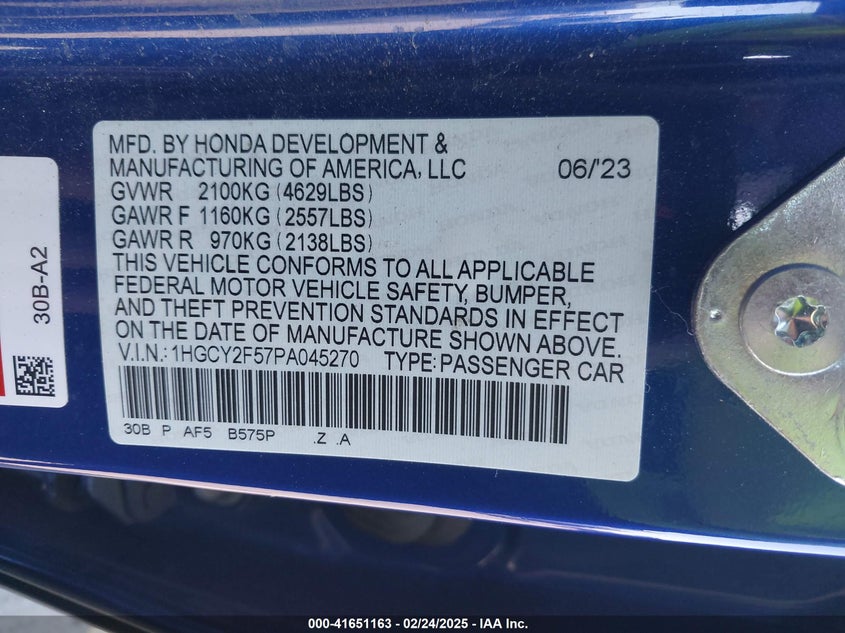 MFD. BY HONDA DEVELOPMENT &
MANUFACTURING OF AMERICA, LLC 06/'23
GVWR 2100KG (4629LBS)
GAWR F 1160KG (2557LBS)
GAWR R 970KG (2138LBS)
THIS VEHICLE CONFORMS TO ALL APPLICABLE
FEDERAL MOTOR VEHICLE SAFETY, BUMPER,
AND THEFT PREVENTION STANDARDS IN EFFECT
ON THE DATE OF MANUFACTURE SHOWN ABOVE.
V.I.N.: 1HGCY2F57PA045270 TYPE: PASSENGER CAR
30B P AF5 B575P .Z .A
30B-A2
000-41651163 - 02/24/2025 - IAA Inc.